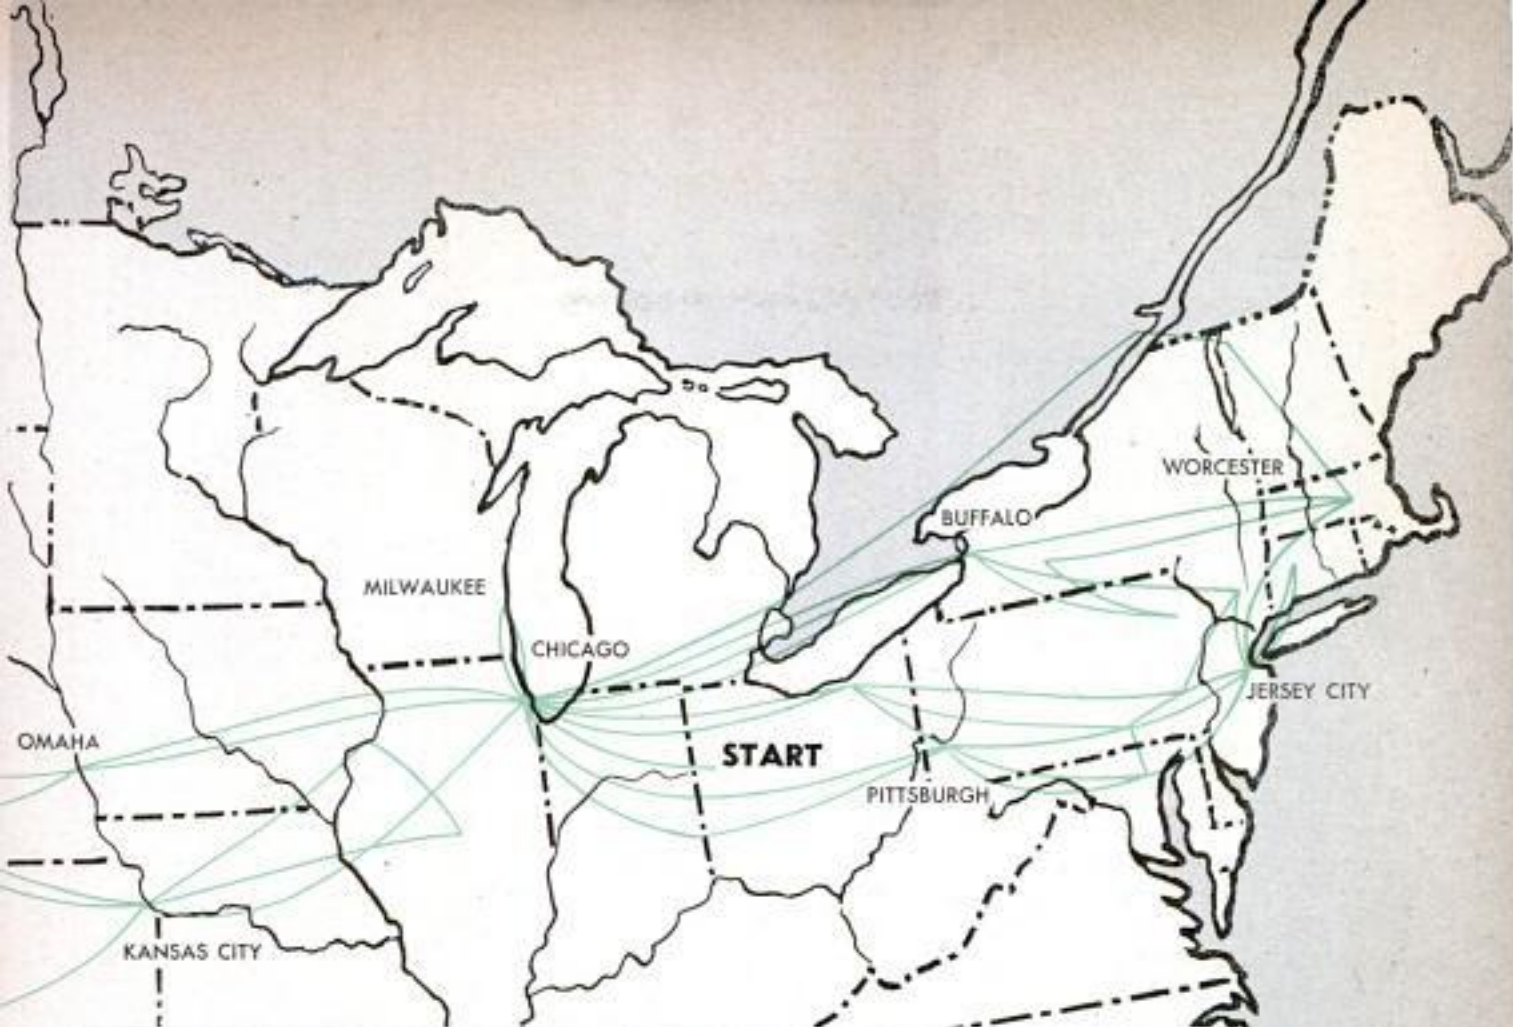 WORCESTER
BUFFALO
MILWAUKEE
CHICAGO
JERSEY CITY
OMAHA
START
PITTSBURGH
KANSAS CITY